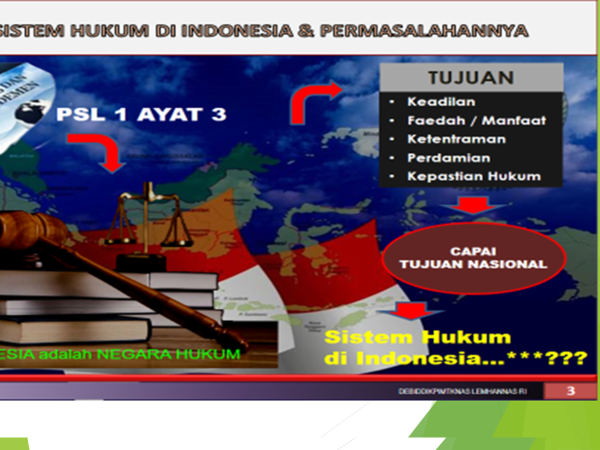 SISTEM HUKUM DI INDONESIA & PERMASALAHANNYA
PSL 1 AYAT 3
TUJUAN
• Keadilan
• Faedah / Manfaat
• Ketentraman
• Perdamian
• Kepastian Hukum
CAPAI
TUJUAN NASIONAL
Sistem Hukum
di Indonesia...***???
ESIA adalah NEGARA HUKUM
DEBIDDIKPIMTKNAS LEMHANNAS RI
3